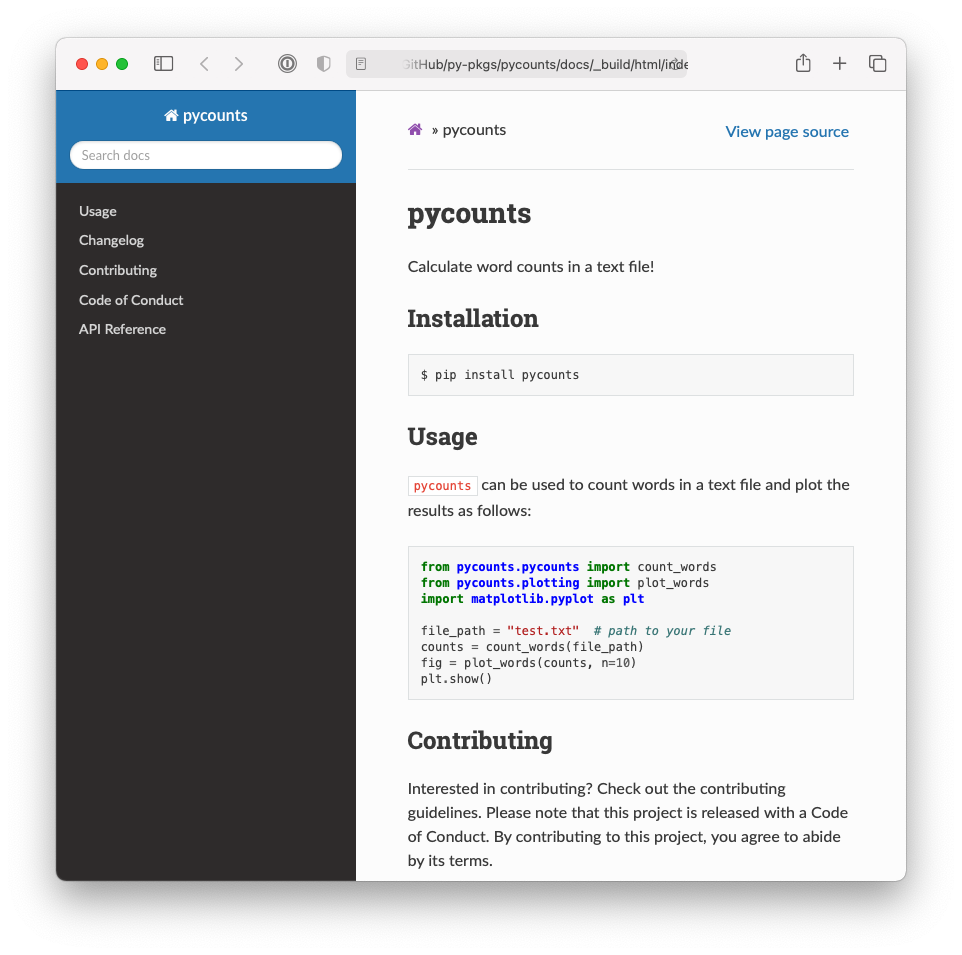 GitHub/py-pkgs/pycounts/docs/_build/html/inde
pycounts
Search docs
Usage
Changelog
Contributing
Code of Conduct
API Reference
» pycounts
View page source
pycounts
Calculate word counts in a text file!
Installation
$ pip install pycounts
Usage
pycounts can be used to count words in a text file and plot the
results as follows:
from pycounts.pycounts import count_words
from pycounts.plotting import plot_words
import matplotlib.pyplot as plt
file_path = "test.txt"  # path to your file
counts = count_words(file_path)
fig = plot_words(counts, n=10)
plt.show()
Contributing
Interested in contributing? Check out the contributing
guidelines. Please note that this project is released with a Code
of Conduct. By contributing to this project, you agree to abide
by its terms.